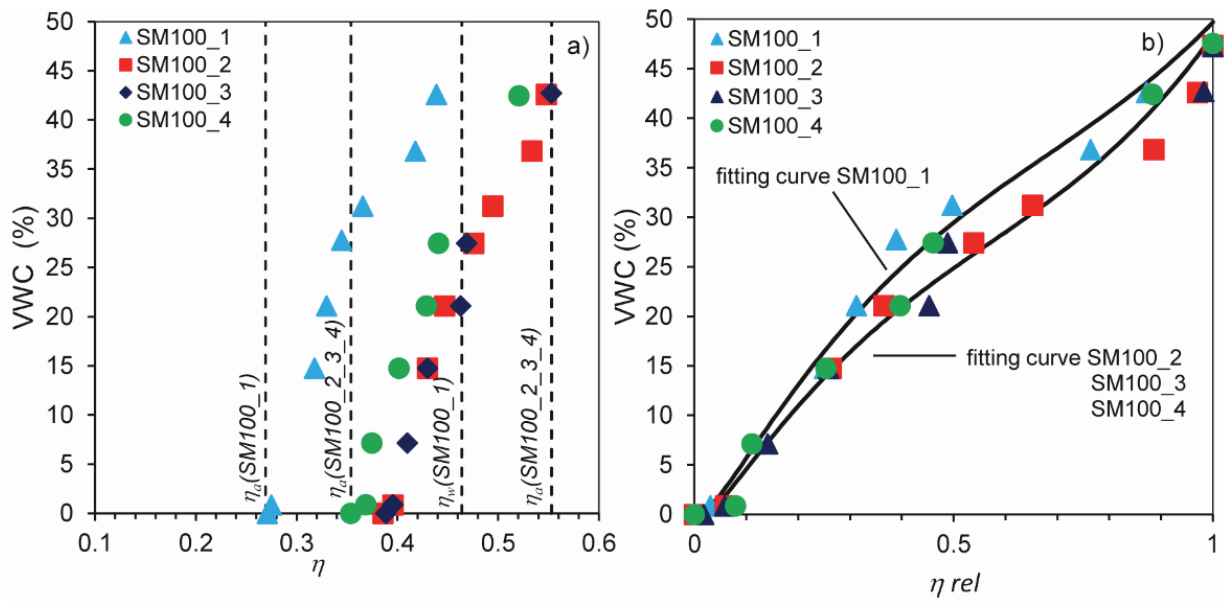 50
45
40
35
30
25
20
15
10
5
0
VWC (%)
SM100_1
SM100_2
SM100_3
SM100_4
a)
ηa(SM100_1)
ηa(SM100_2_3_4)
ηw(SM100_1)
ηa(SM100_2_3_4)
0.1 0.2 0.3 0.4 0.5 0.6
η
50
45
40
35
30
25
20
15
10
5
0
VWC (%)
SM100_1
SM100_2
SM100_3
SM100_4
b)
fitting curve SM100_1
fitting curve SM100_2
SM100_3
SM100_4
0 0.5 1
η rel